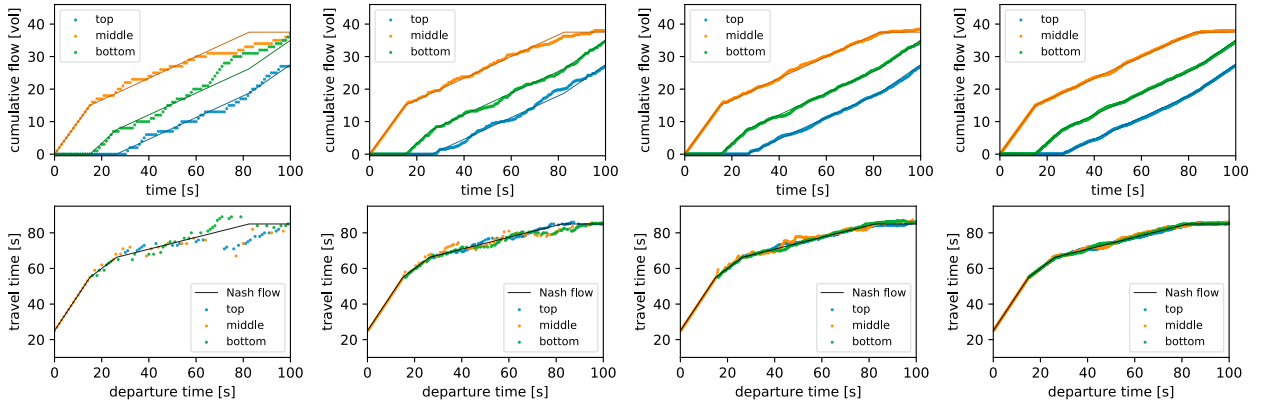 cumulative flow [vol]
40
30
20
10
0
top
middle
bottom
0 20 40 60 80 100
time [s]
cumulative flow [vol]
40
30
20
10
0
top
middle
bottom
0 20 40 60 80 100
time [s]
cumulative flow [vol]
40
30
20
10
0
top
middle
bottom
0 20 40 60 80 100
time [s]
cumulative flow [vol]
40
30
20
10
0
top
middle
bottom
0 20 40 60 80 100
time [s]
travel time [s]
80
60
40
20
Nash flow
top
middle
bottom
0 20 40 60 80 100
departure time [s]
travel time [s]
80
60
40
20
Nash flow
top
middle
bottom
0 20 40 60 80 100
departure time [s]
travel time [s]
80
60
40
20
Nash flow
top
middle
bottom
0 20 40 60 80 100
departure time [s]
travel time [s]
80
60
40
20
Nash flow
top
middle
bottom
0 20 40 60 80 100
departure time [s]